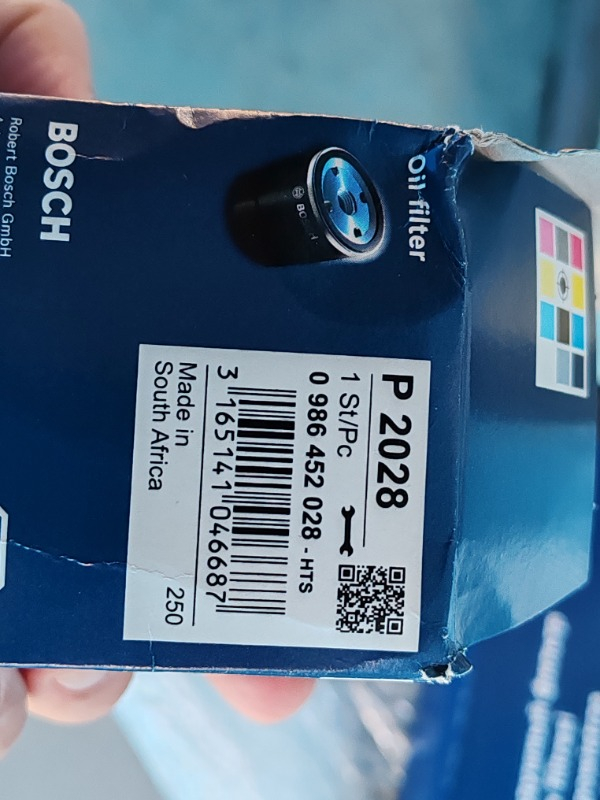 BOSCH
Robert Bosch GmbH
Oil filter
BOSCH
P 2028
1 St/Pc
0 986 452 028 - HTS
3 165141 046687
Made in
South Africa
250